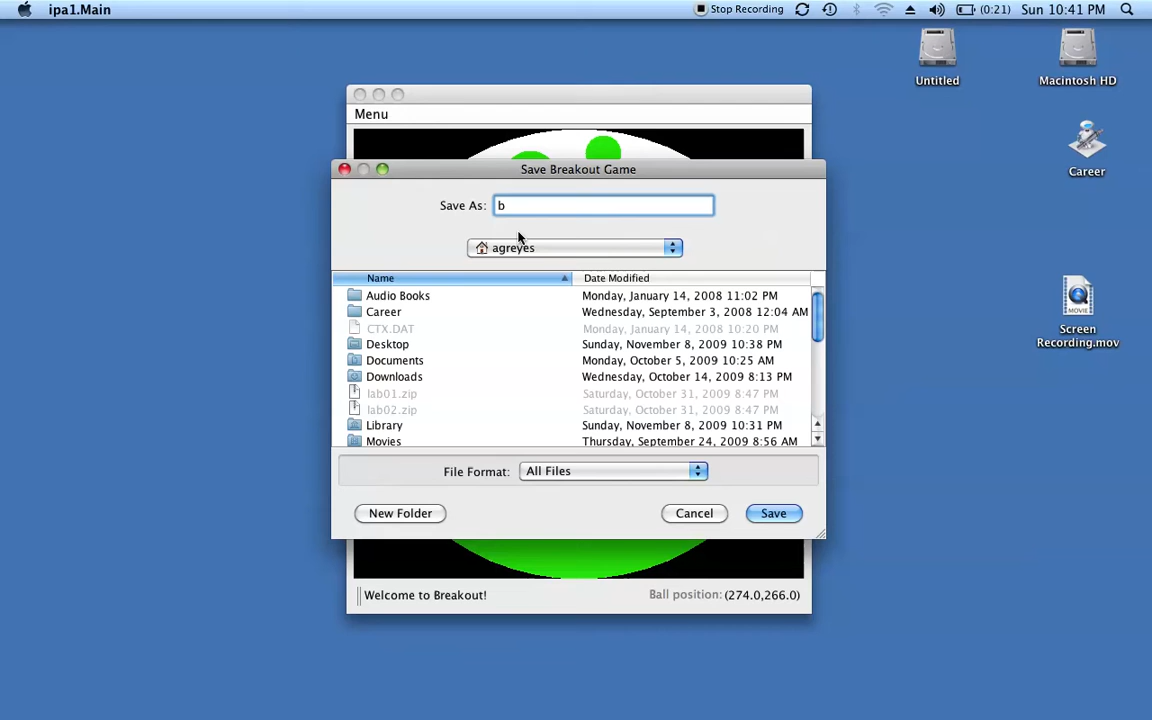 ipa1.Main
Stop Recording
(0:21)
Sun 10:41 PM
Untitled
Macintosh HD
Career
Screen
Recording.mov
Menu
Save Breakout Game
Save As:
b
agreyes
Name
Date Modified
Audio Books
Monday, January 14, 2008 11:02 PM
Career
Wednesday, September 3, 2008 12:04 AM
CTX.DAT
Monday, January 14, 2008 10:20 PM
Desktop
Sunday, November 8, 2009 10:38 PM
Documents
Monday, October 5, 2009 10:25 AM
Downloads
Wednesday, October 14, 2009 8:13 PM
lab01.zip
Saturday, October 31, 2009 8:47 PM
lab02.zip
Saturday, October 31, 2009 8:47 PM
Library
Sunday, November 8, 2009 10:31 PM
Movies
Thursday, September 24, 2009 8:56 AM
File Format:
All Files
New Folder
Cancel
Save
Welcome to Breakout!
Ball position: (274.0,266.0)